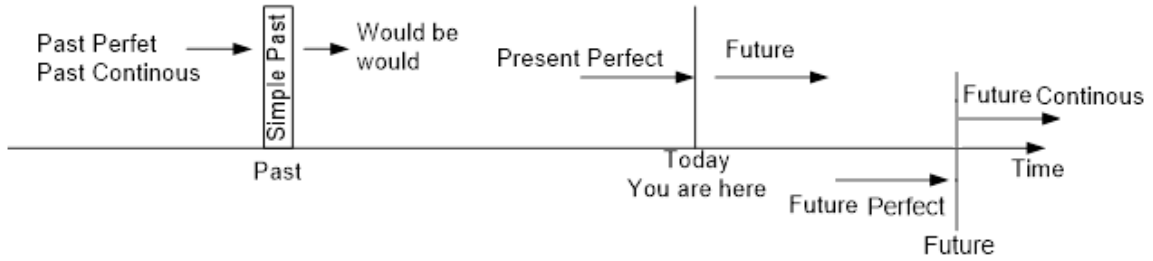 Past Perfet
Past Continous
Simple Past
Would be
would
Present Perfect
Future
Future Continous
Past
Today
You are here
Time
Future Perfect
Future